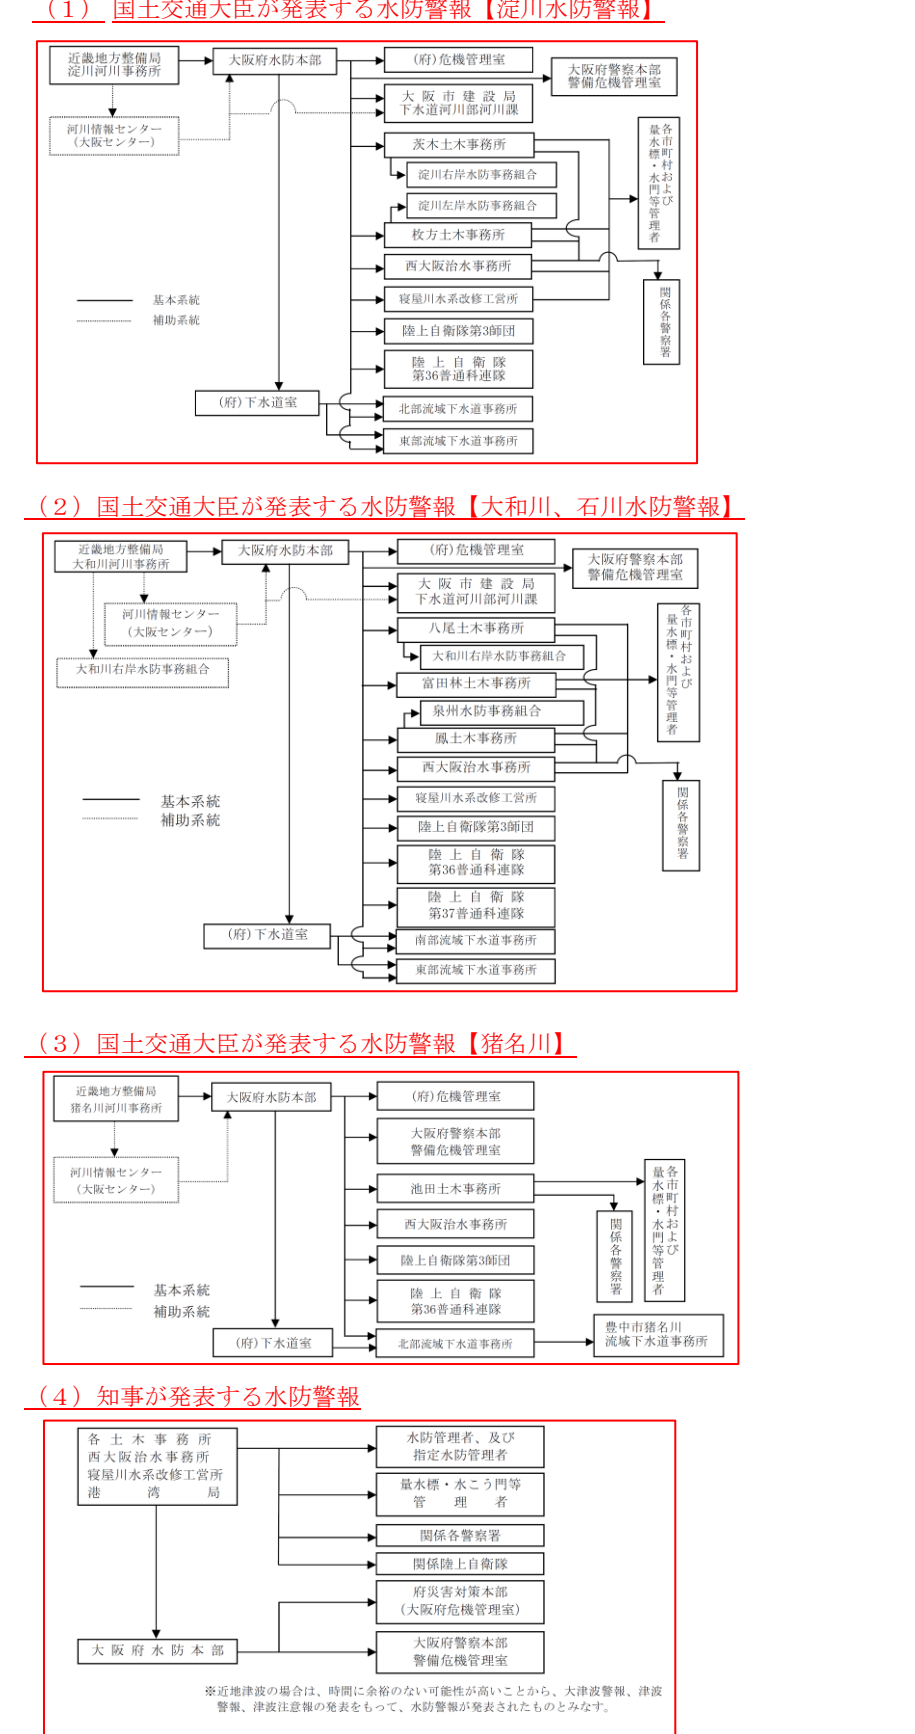 （１） 国土交通大臣が発表する水防警報【淀川水防警報】
近畿地方整備局
淀川河川事務所
大阪府水防本部
(府)危機管理室
大阪府警察本部
警備危機管理室
大阪市建設局
下水道河川部河川課
河川情報センター
（大阪センター）
茨木土木事務所
淀川右岸水防事務組合
淀川左岸水防事務組合
枚方土木事務所
西大阪治水事務所
寝屋川水系改修工営所
陸上自衛隊第3師団
陸上自衛隊
第36普通科連隊
(府)下水道室
北部流域下水道事務所
東部流域下水道事務所
各市町村および
量水標・水門等管理者
関係各警察署
基本系統
補助系統
（２）国土交通大臣が発表する水防警報【大和川、石川水防警報】
近畿地方整備局
大和川河川事務所
大阪府水防本部
(府)危機管理室
大阪府警察本部
警備危機管理室
大阪市建設局
下水道河川部河川課
河川情報センター
（大阪センター）
大和川右岸水防事務組合
八尾土木事務所
大和川右岸水防事務組合
富田林土木事務所
泉州水防事務組合
鳳土木事務所
西大阪治水事務所
寝屋川水系改修工営所
陸上自衛隊第3師団
陸上自衛隊
第36普通科連隊
陸上自衛隊
第37普通科連隊
(府)下水道室
南部流域下水道事務所
東部流域下水道事務所
各市町村および
量水標・水門等管理者
関係各警察署
基本系統
補助系統
（３）国土交通大臣が発表する水防警報【猪名川】
近畿地方整備局
猪名川河川事務所
大阪府水防本部
(府)危機管理室
大阪府警察本部
警備危機管理室
河川情報センター
（大阪センター）
池田土木事務所
西大阪治水事務所
陸上自衛隊第3師団
陸上自衛隊
第36普通科連隊
(府)下水道室
北部流域下水道事務所
各市町村および
量水標・水門等管理者
関係各警察署
豊中市猪名川
流域下水道事務所
基本系統
補助系統
（４）知事が発表する水防警報
各土木事務所
西大阪治水事務所
寝屋川水系改修工営所
港湾局
水防管理者、及び
指定水防管理者
量水標・水こう門等
管理者
関係各警察署
関係陸上自衛隊
府災害対策本部
（大阪府危機管理室）
大阪府水防本部
大阪府警察本部
警備危機管理室
※近地津波の場合は、時間に余裕のない可能性が高いことから、大津波警報、津波
警報、津波注意報の発表をもって、水防警報が発表されたものとみなす。